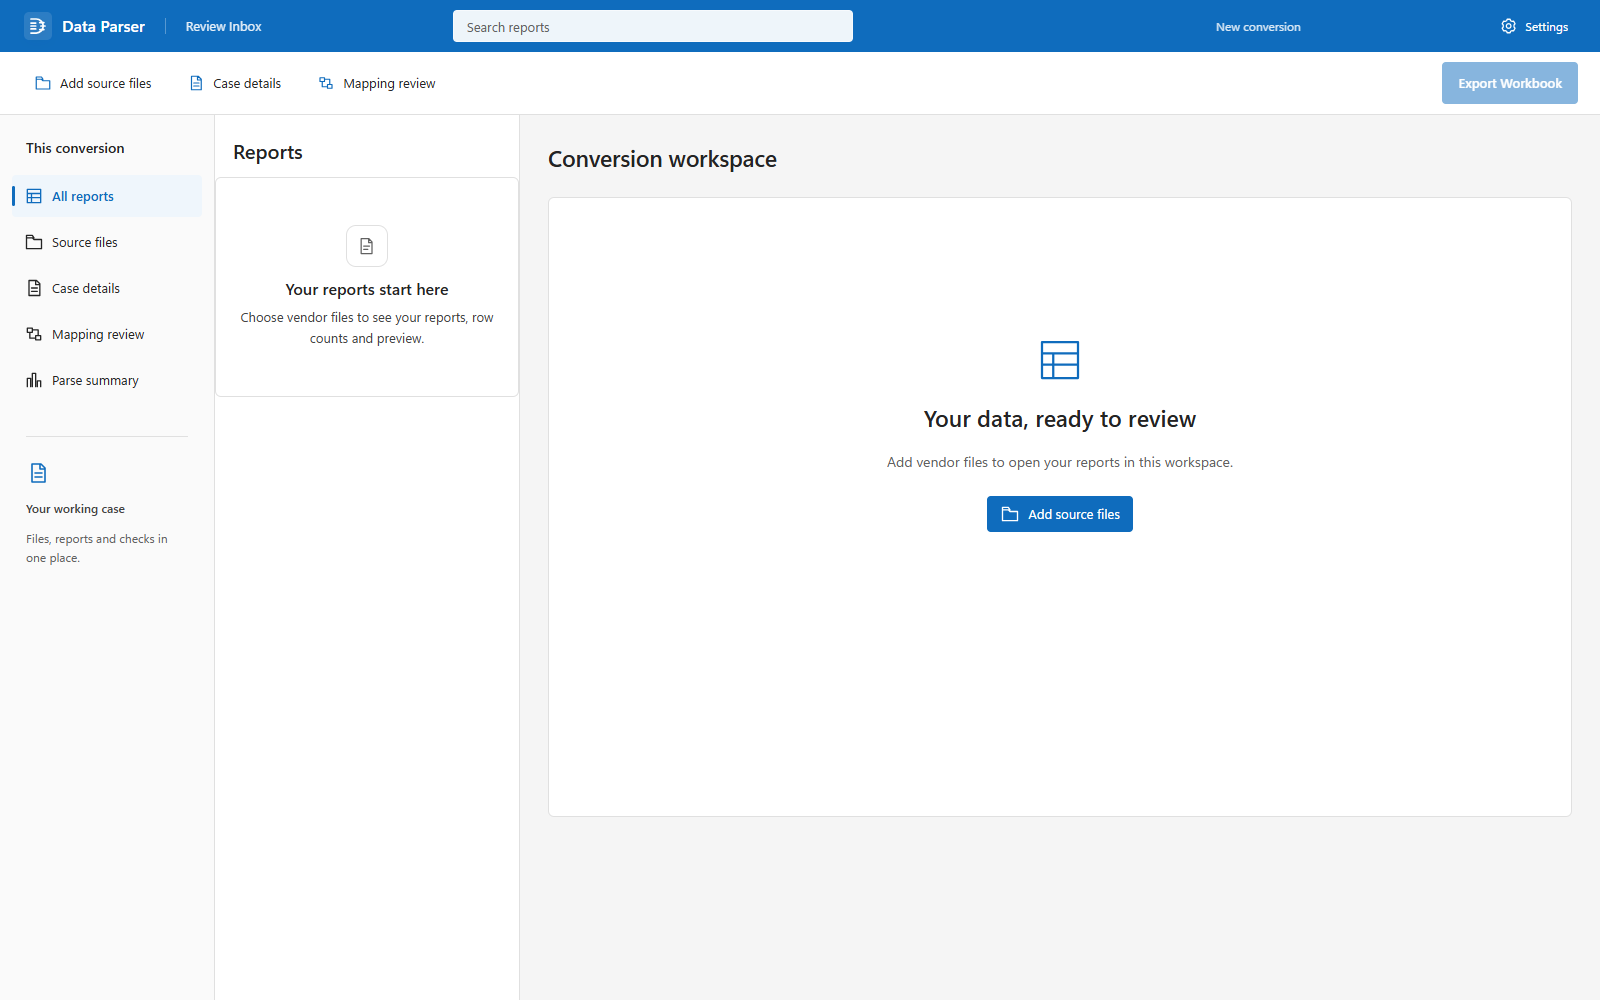 Data Parser
Review Inbox
Search reports
New conversion
Settings
Add source files
Case details
Mapping review
Export Workbook
This conversion
All reports
Source files
Case details
Mapping review
Parse summary
Your working case
Files, reports and checks in
one place.
Reports
Your reports start here
Choose vendor files to see your reports, row
counts and preview.
Conversion workspace
Your data, ready to review
Add vendor files to open your reports in this workspace.
Add source files